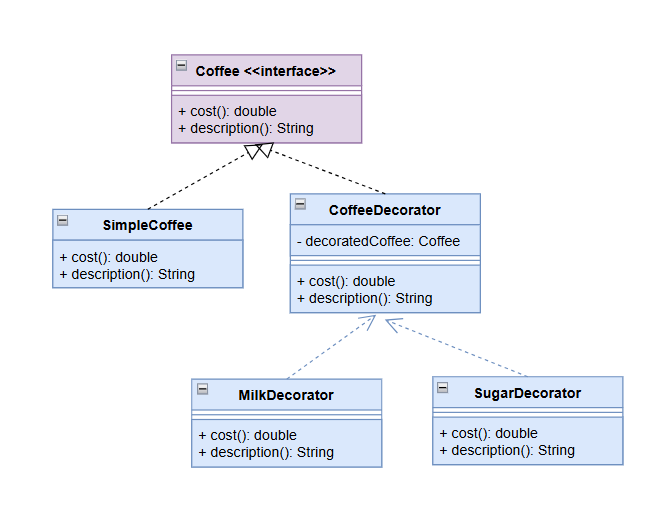 Coffee <<interface>>
+ cost(): double
+ description(): String
SimpleCoffee
+ cost(): double
+ description(): String
CoffeeDecorator
- decoratedCoffee: Coffee
+ cost(): double
+ description(): String
MilkDecorator
+ cost(): double
+ description(): String
SugarDecorator
+ cost(): double
+ description(): String